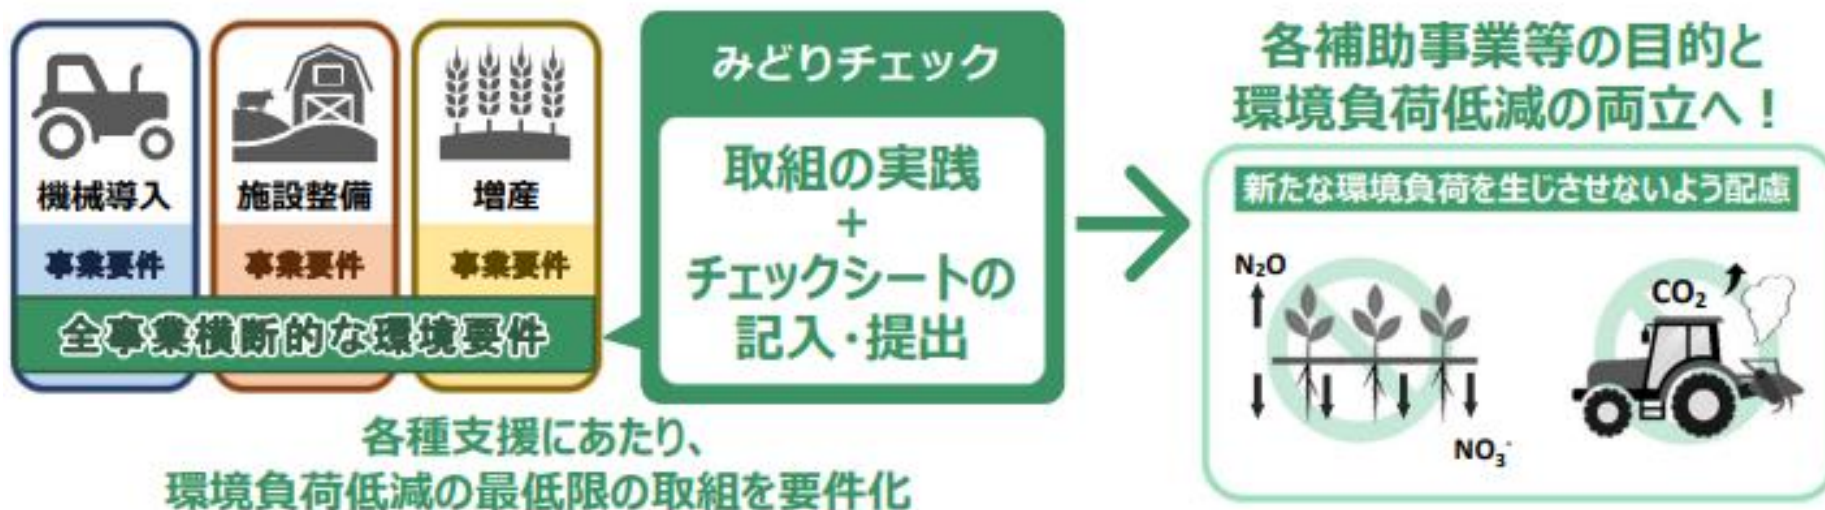 機械導入
事業要件
施設整備
事業要件
増産
事業要件
全事業横断的な環境要件
各種支援にあたり、
環境負荷低減の最低限の取組を要件化
みどりチェック
取組の実践
+
チェックシートの
記入・提出
各補助事業等の目的と
環境負荷低減の両立へ！
新たな環境負荷を生じさせないよう配慮
N₂O
NO₃⁻
CO₂